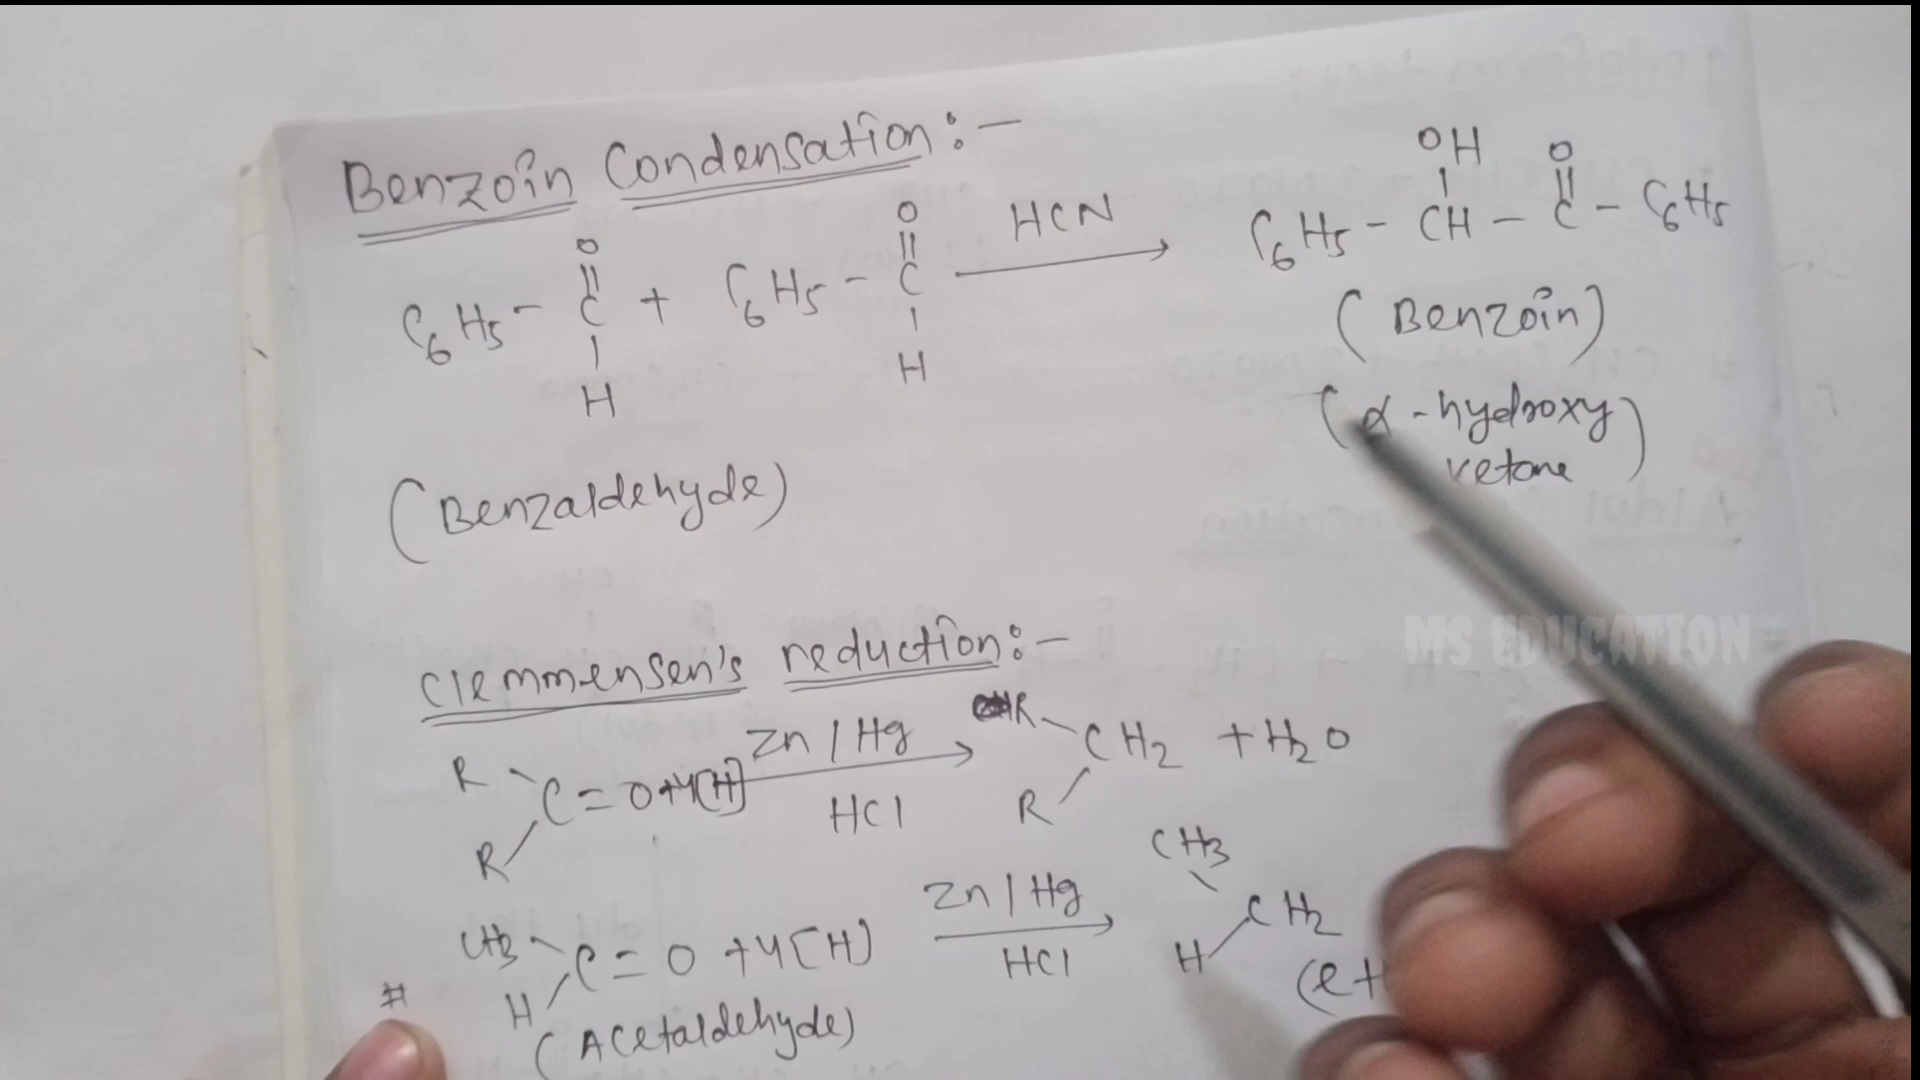 Benzoin Condensation:-
O O OH O
C6H5-C + C6H5-C HCN C6H5-CH-C-C6H5
H H
(Benzoin)
(α-hydroxy
ketone)
(Benzaldehyde)
Clemmensen's reduction:-
R
C=O+4[H] Zn/Hg R CH2 +H2O
R HCl R
CH3
CH3 C=O +4[H] Zn/Hg CH2
H HCl H
#
(Acetaldehyde)
MS EDUCATION